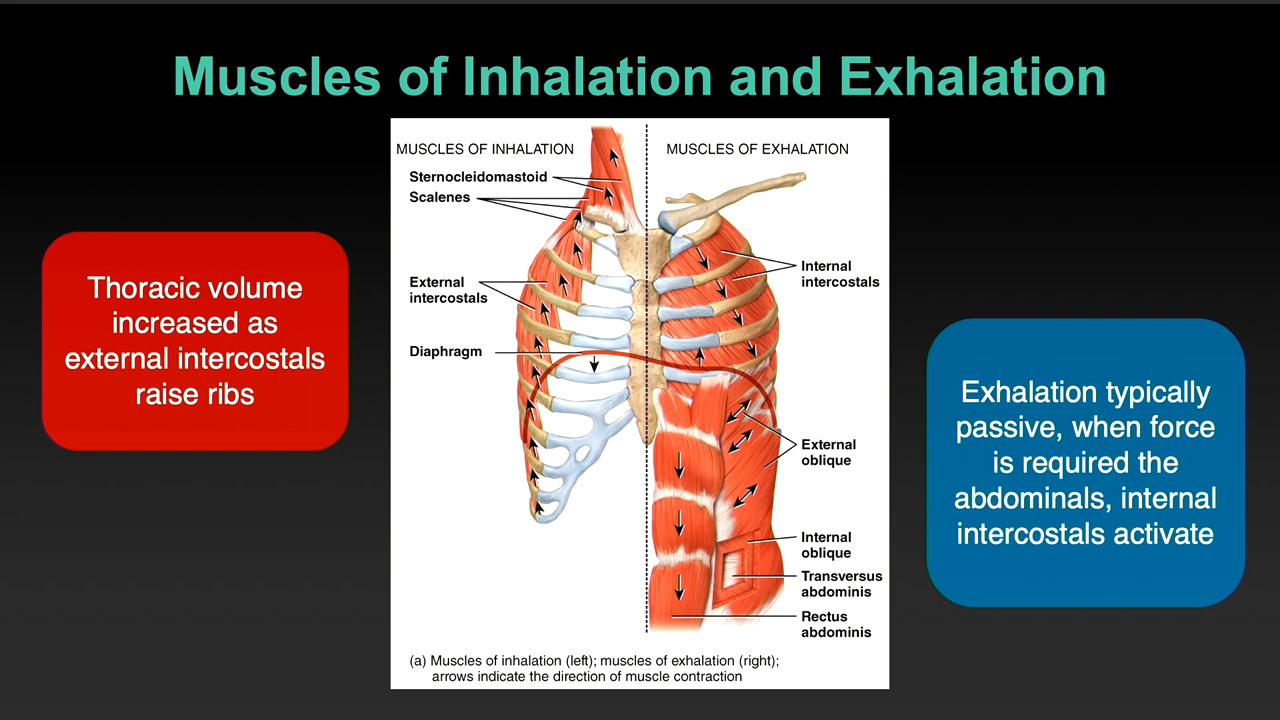 Muscles of Inhalation and Exhalation
MUSCLES OF INHALATION
MUSCLES OF EXHALATION
Sternocleidomastoid
Scalenes
External
intercostals
Diaphragm
Internal
intercostals
External
oblique
Internal
oblique
Transversus
abdominis
Rectus
abdominis
(a) Muscles of inhalation (left); muscles of exhalation (right);
arrows indicate the direction of muscle contraction
Thoracic volume
increased as
external intercostals
raise ribs
Exhalation typically
passive, when force
is required the
abdominals, internal
intercostals activate